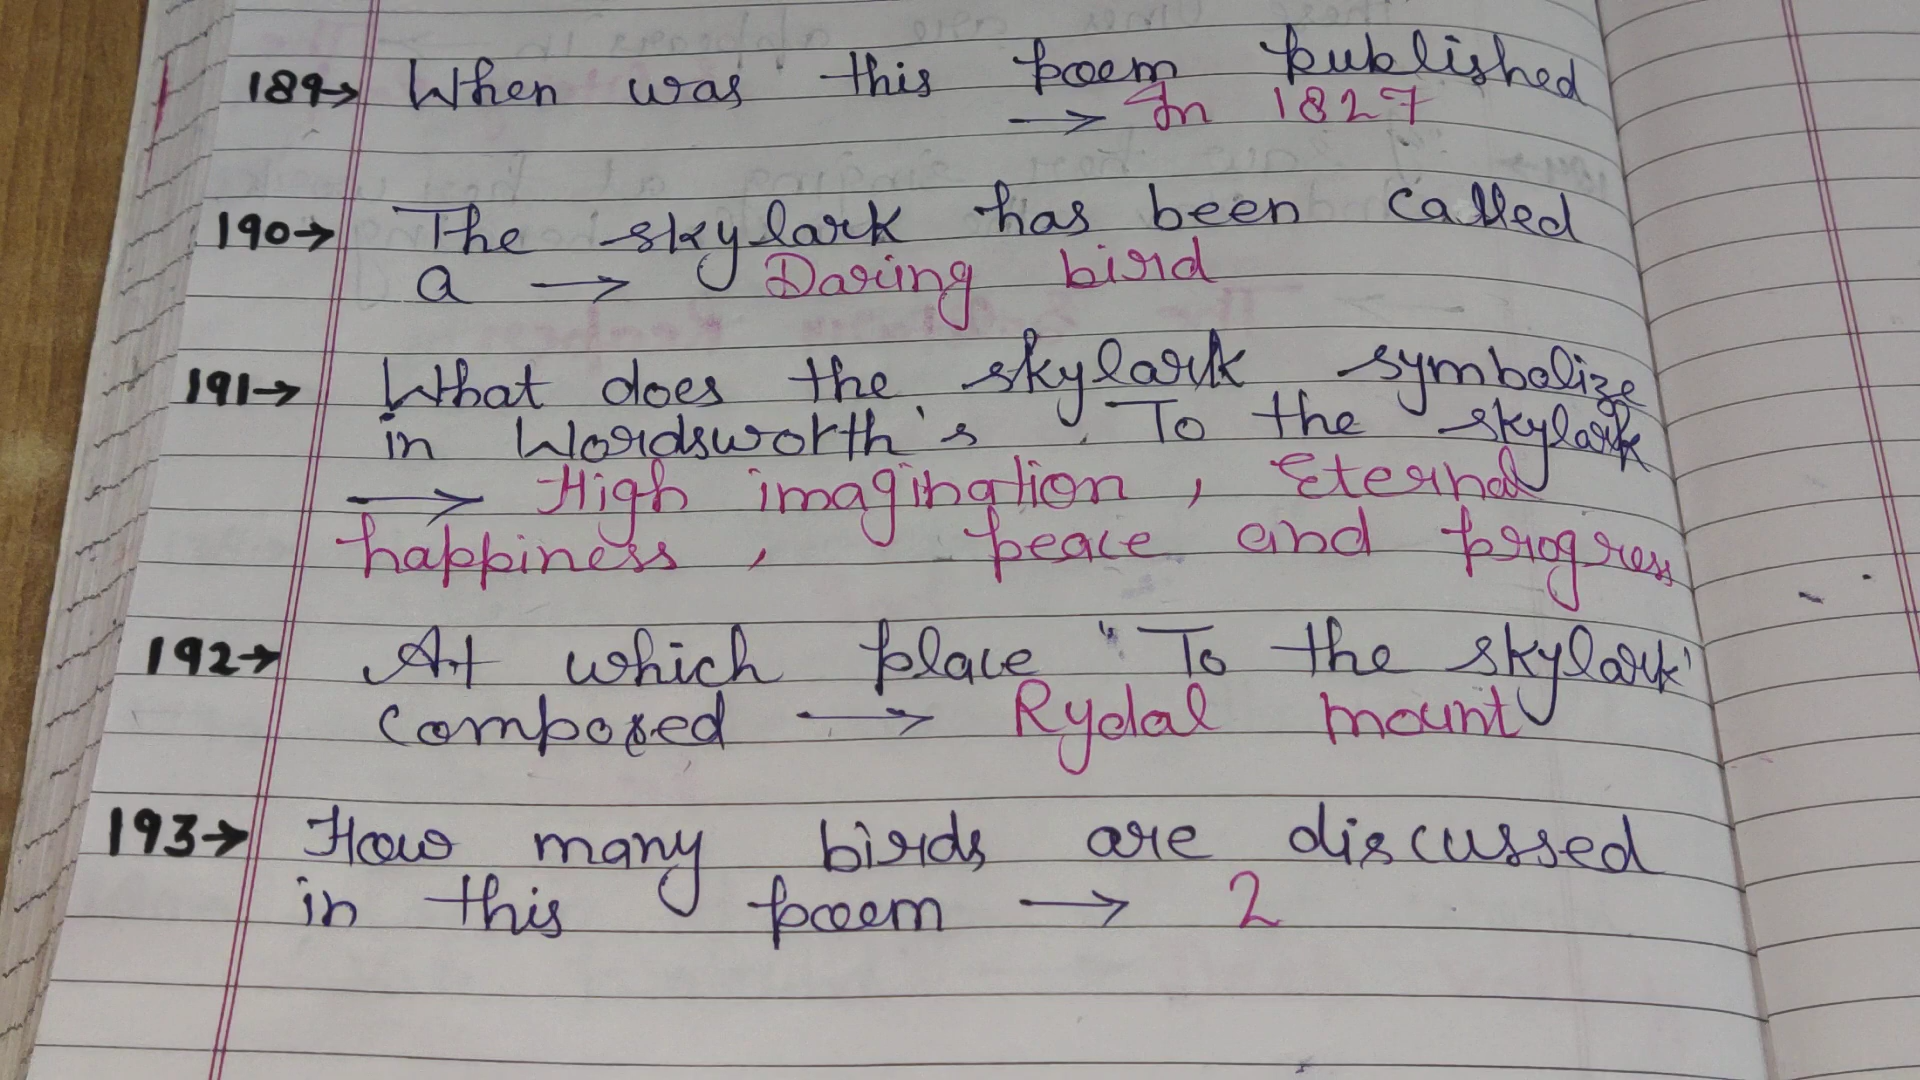 189→ When was this poem published
→ In 1827
190→ The skylark has been called
a → Daring bird
191→ What does the skylark symbolize
in Wordsworth's To the skylark
→ High imagination, Eternal
happiness, peace and progress
192→ At which place "To the skylark'
composed → Rydal mount
193→ How many birds are discussed
in this poem → 2